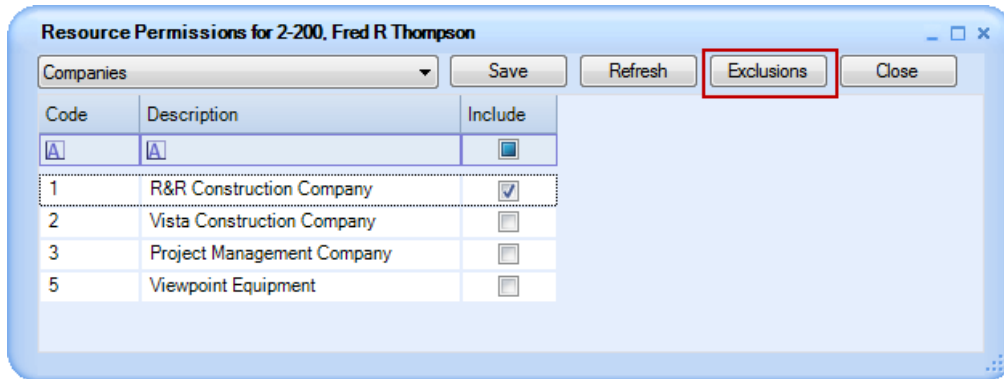 Resource Permissions for 2-200, Fred R Thompson
Companies Save Refresh Exclusions Close
Code Description Include
A A
1 R&R Construction Company
2 Vista Construction Company
3 Project Management Company
5 Viewpoint Equipment